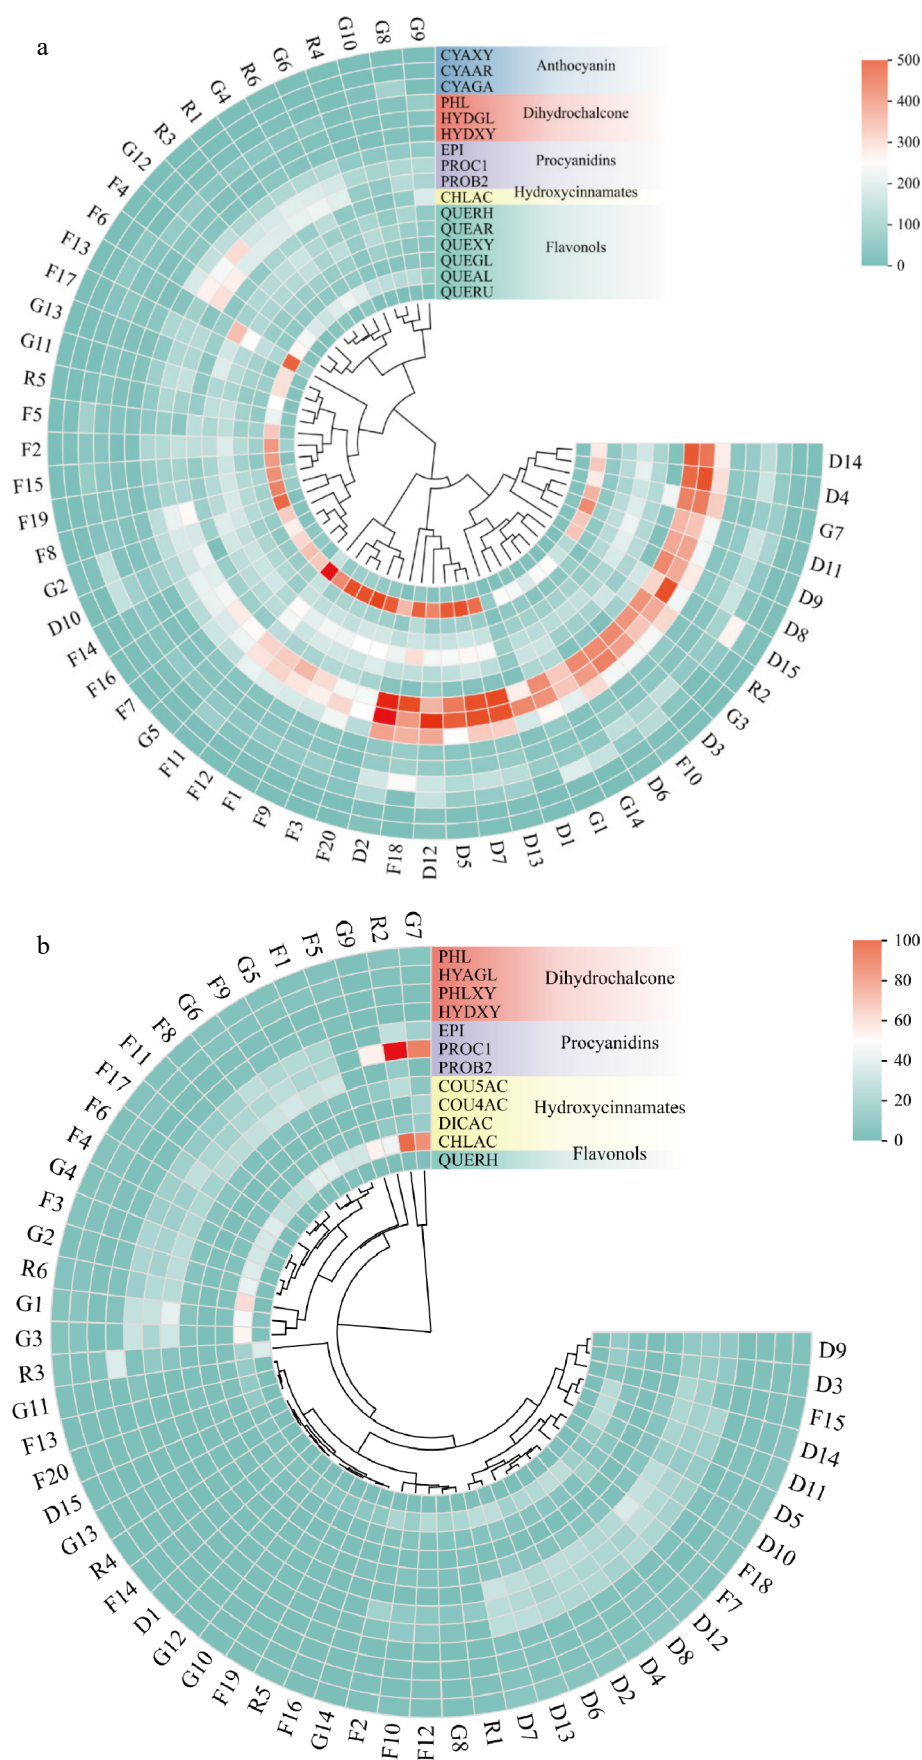 a
G9
G8
G10
R4
G6
R6
G4
R1
R3
G12
F4
F6
F13
F17
G13
G11
R5
F5
F2
F15
F19
F8
G2
D10
F14
F16
F7
G5
F11
F12
F1
F9
F3
F20
D2
F18
D12
D5
D7
D13
D1
G1
G14
D6
F10
D3
G3
R2
D15
D8
D9
D11
G7
D4
D14
CYAXY
CYAAR
CYAGA
Anthocyanin
PHL
HYDGL
HYDXY
Dihydrochalcone
EPI
PROC1
PROB2
Procyanidins
CHLAC
Hydroxycinnamates
QUERH
QUEAR
QUEXY
QUEGL
QUEAL
QUERU
Flavonols
500
400
300
200
100
0
b
G7
R2
G9
F5
F1
G5
F9
G6
F8
F11
F17
F6
F4
G4
F3
G2
R6
G1
G3
R3
G11
F13
F20
D15
G13
R4
F14
D1
G12
G10
F19
R5
F16
G14
F2
F10
F12
G8
R1
D7
D13
D6
D2
D4
D8
D12
F7
F18
D10
D5
D11
D14
F15
D3
D9
PHL
HYAGL
PHLXY
HYDXY
Dihydrochalcone
EPI
PROC1
PROB2
Procyanidins
COU5AC
COU4AC
DICAC
CHLAC
Hydroxycinnamates
QUERH
Flavonols
100
80
60
40
20
0